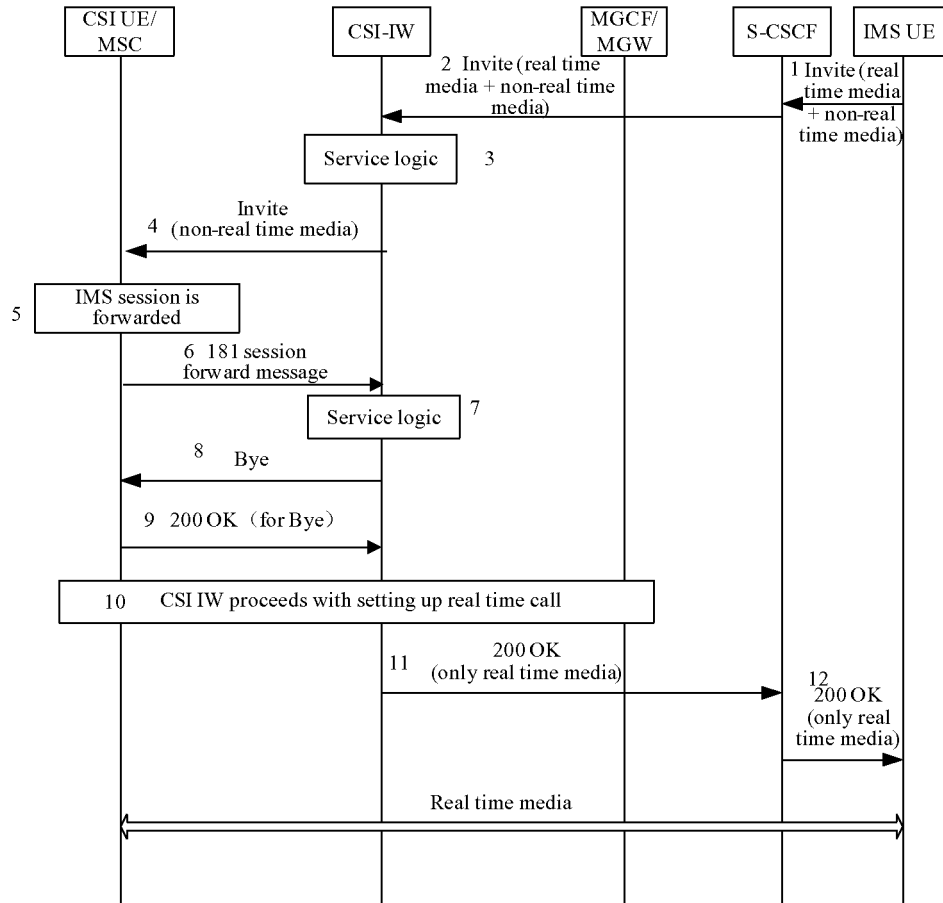 CSI UE/
MSC
CSI-IW
MGCF/
MGW
S-CSCF
IMS UE
2 Invite (real time
media + non-real time
media)
1 Invite (real
time media
+ non-real
time media)
Service logic
3
Invite
4 (non-real time media)
5
IMS session is
forwarded
6 181 session
forward message
Service logic
7
8 Bye
9 200 OK（for Bye）
10 CSI IW proceeds with setting up real time call
11 200 OK
(only real time media)
12
200 OK
(only real
time media)
Real time media